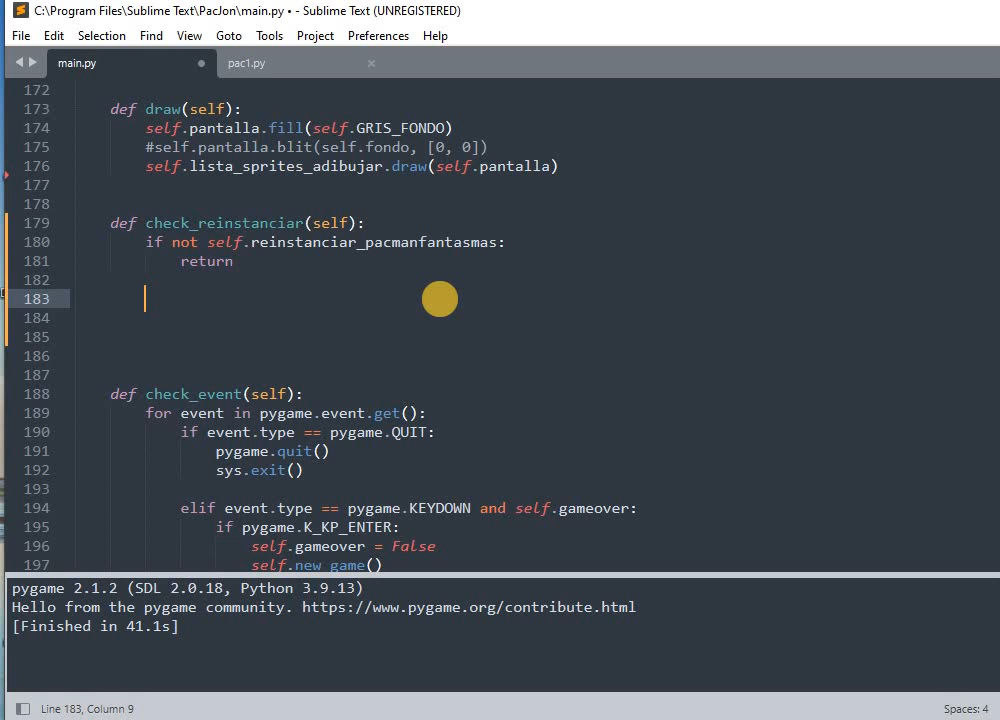 C:\Program Files\Sublime Text\PacJon\main.py • - Sublime Text (UNREGISTERED)
File Edit Selection Find View Goto Tools Project Preferences Help
main.py pac1.py
172
173 def draw(self):
174 self.pantalla.fill(self.GRIS_FONDO)
175 #self.pantalla.blit(self.fondo, [0, 0])
176 self.lista_sprites_adibujar.draw(self.pantalla)
177
178
179 def check_reinstanciar(self):
180 if not self.reinstanciar_pacmanfantasmas:
181 return
182
183
184
185
186
187
188 def check_event(self):
189 for event in pygame.event.get():
190 if event.type == pygame.QUIT:
191 pygame.quit()
192 sys.exit()
193
194 elif event.type == pygame.KEYDOWN and self.gameover:
195 if pygame.K_KP_ENTER:
196 self.gameover = False
197 self.new_game()
pygame 2.1.2 (SDL 2.0.18, Python 3.9.13)
Hello from the pygame community. https://www.pygame.org/contribute.html
[Finished in 41.1s]
Line 183, Column 9 Spaces: 4